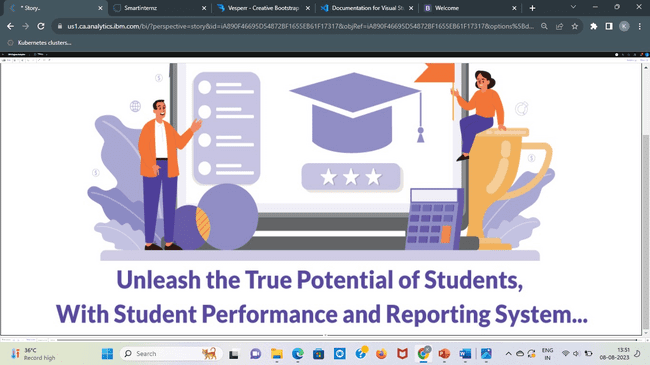 * Story..
Smartinternz
Vesperr - Creative Bootstrap
Documentation for Visual St
Welcome
us1.ca.analytics.ibm.com/bi/?perspective=story&id=iA890F46695D54872BF1655EB61F17317&objRef=iA890F46695D54872BF1655EB61F17317&options%5Bd...
Kubernetes clusters...
Unleash the True Potential of Students,
With Student Performance and Reporting System...
36°C
Record high
Search
ENG
IN
13:51
08-08-2023